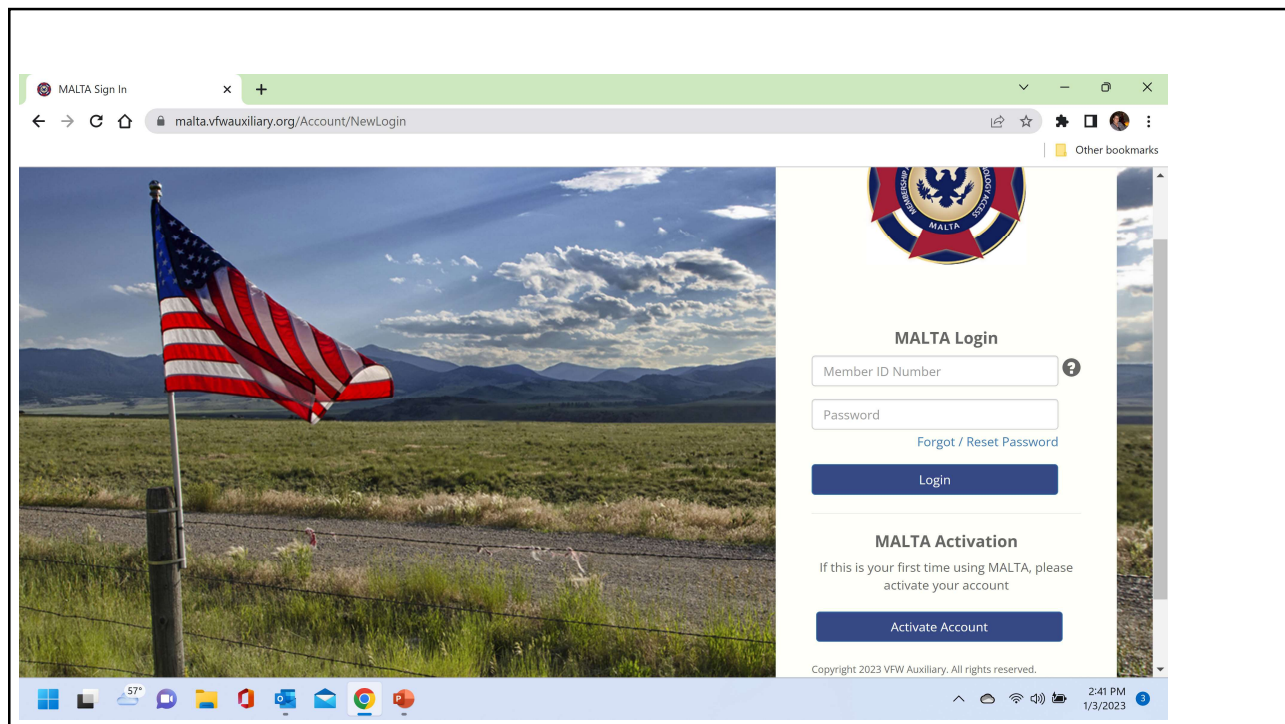 MALTA Sign In
malta.vfwauxiliary.org/Account/NewLogin
Other bookmarks
MEMBERSHIP
MALTA
ACCESS
MALTA Login
Member ID Number
?
Password
Forgot / Reset Password
Login
MALTA Activation
If this is your first time using MALTA, please
activate your account
Activate Account
Copyright 2023 VFW Auxiliary. All rights reserved.
57°
2:41 PM
1/3/2023
3